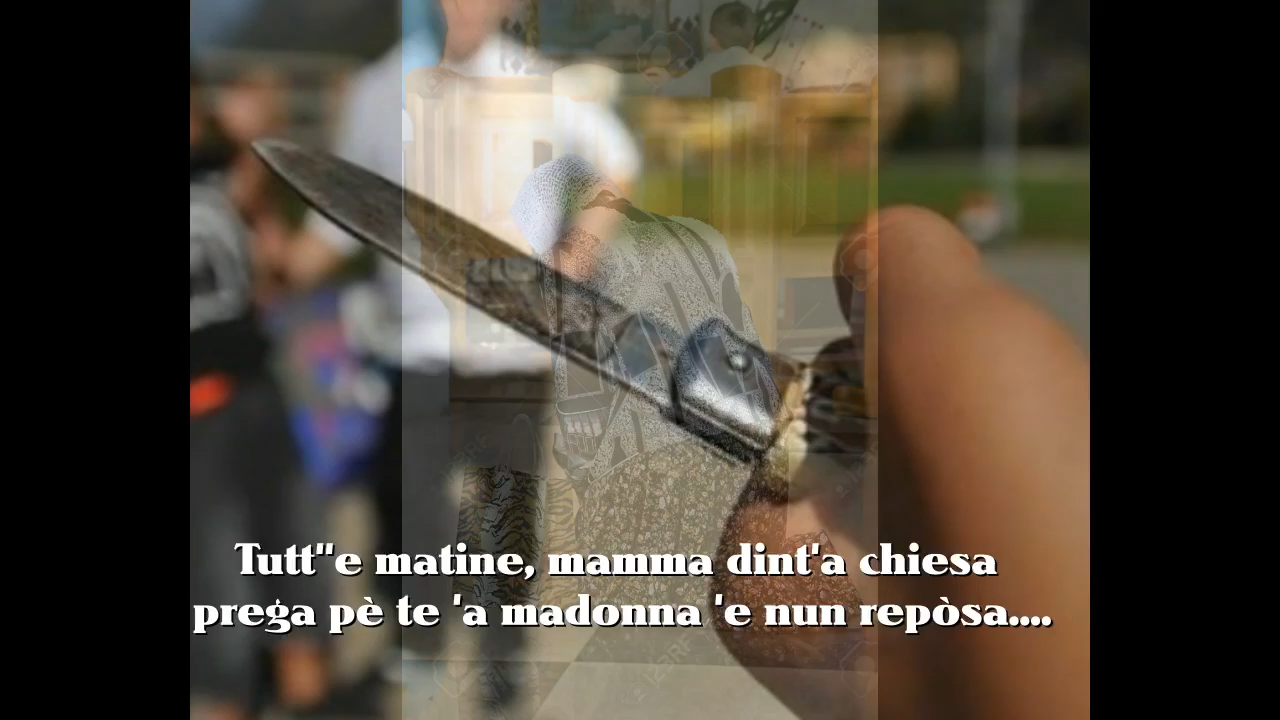 Tutt''e matine, mamma dint'a chiesa
prega pè te 'a madonna 'e nun repòsa....